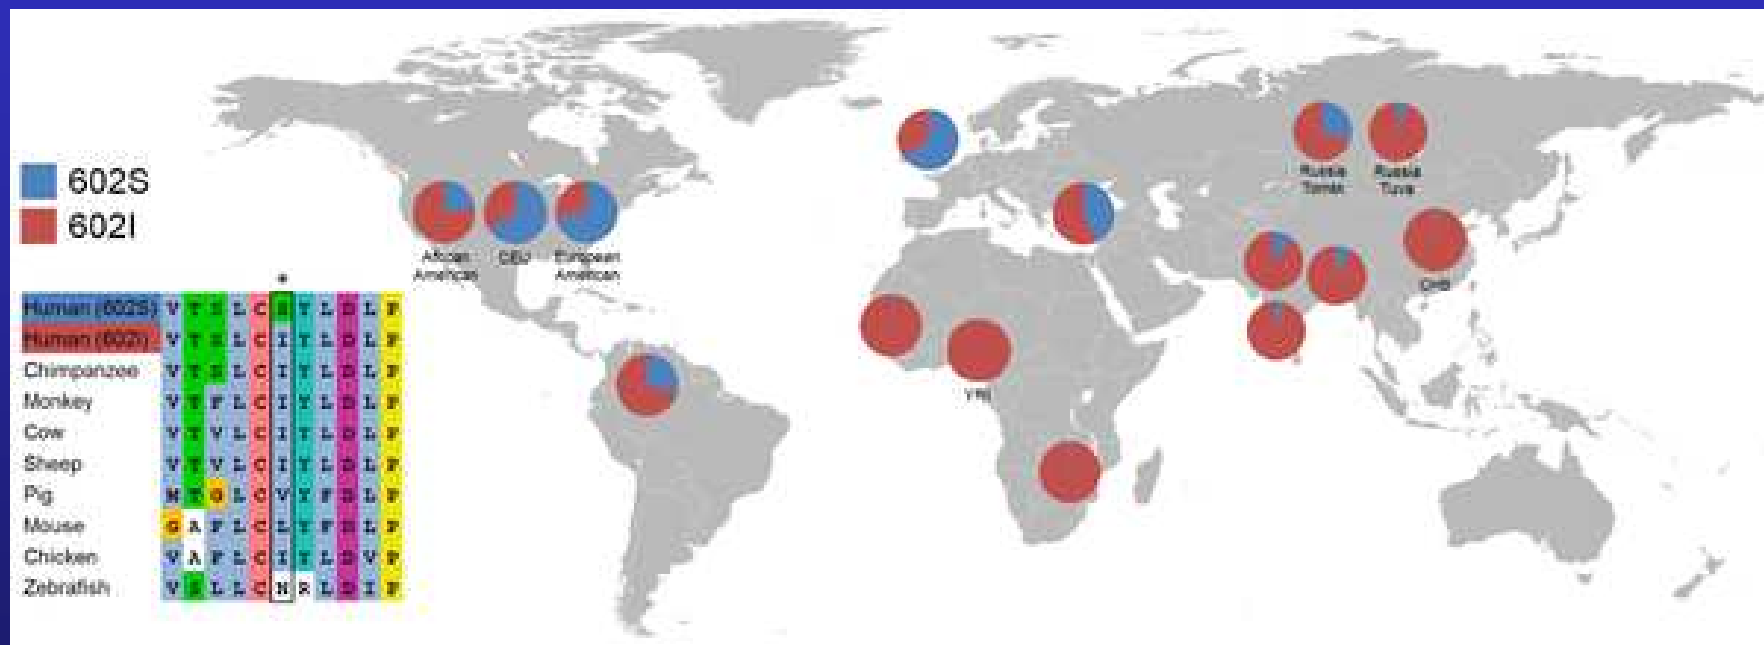 602S
602I
African
American
CEU
European
American
Russia
Tomsk
Russia
Tuva
CHB
YRI
*
Human (602S) V T S L C S Y L D L P
Human (602I) V T S L C I Y L D L P
Chimpanzee V T S L C I Y L D L P
Monkey V T F L C I Y L D L P
Cow V T V L C I Y L D L P
Sheep V T V L C I Y L D L P
Pig M T G L C V Y F D L P
Mouse G A F L C L Y F D L P
Chicken V A F L C I Y L D V P
Zebrafish V S L L C N R L D I P